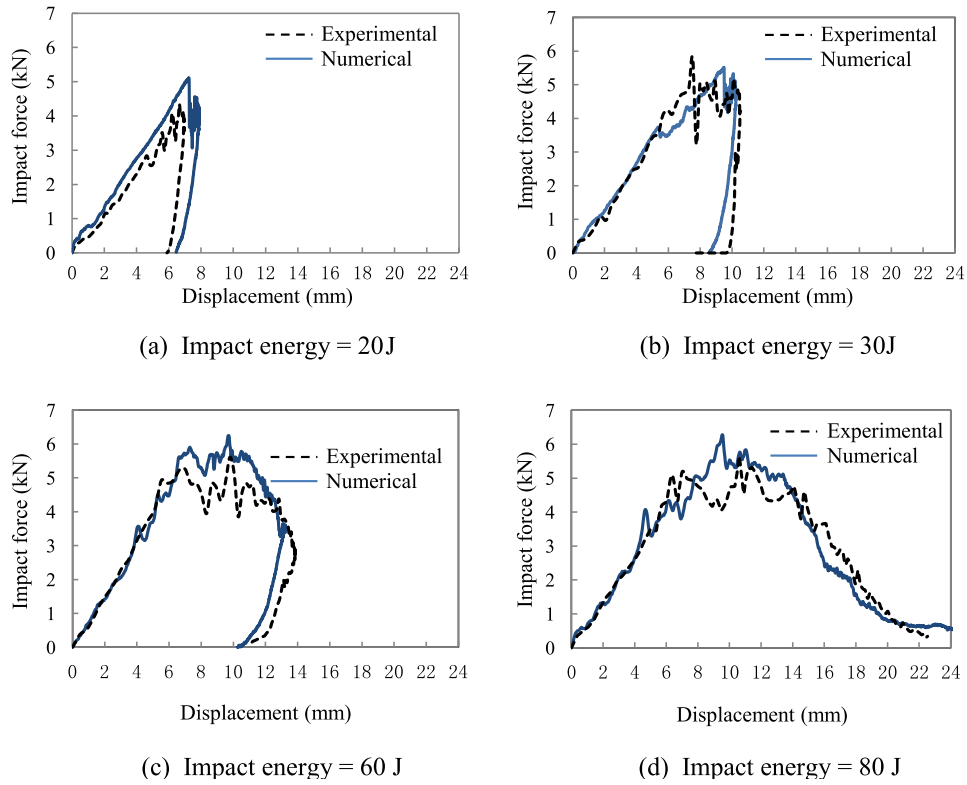 7
6
5
4
3
2
1
0
Impact force (kN)
Experimental
Numerical
0 2 4 6 8 10 12 14 16 18 20 22 24
Displacement (mm)
(a) Impact energy = 20J
7
6
5
4
3
2
1
0
Impact force (kN)
Experimental
Numerical
0 2 4 6 8 10 12 14 16 18 20 22 24
Displacement (mm)
(b) Impact energy = 30J
7
6
5
4
3
2
1
0
Impact force (kN)
Experimental
Numerical
0 2 4 6 8 10 12 14 16 18 20 22 24
Displacement (mm)
(c) Impact energy = 60 J
7
6
5
4
3
2
1
0
Impact force (kN)
Experimental
Numerical
0 2 4 6 8 10 12 14 16 18 20 22 24
Displacement (mm)
(d) Impact energy = 80 J